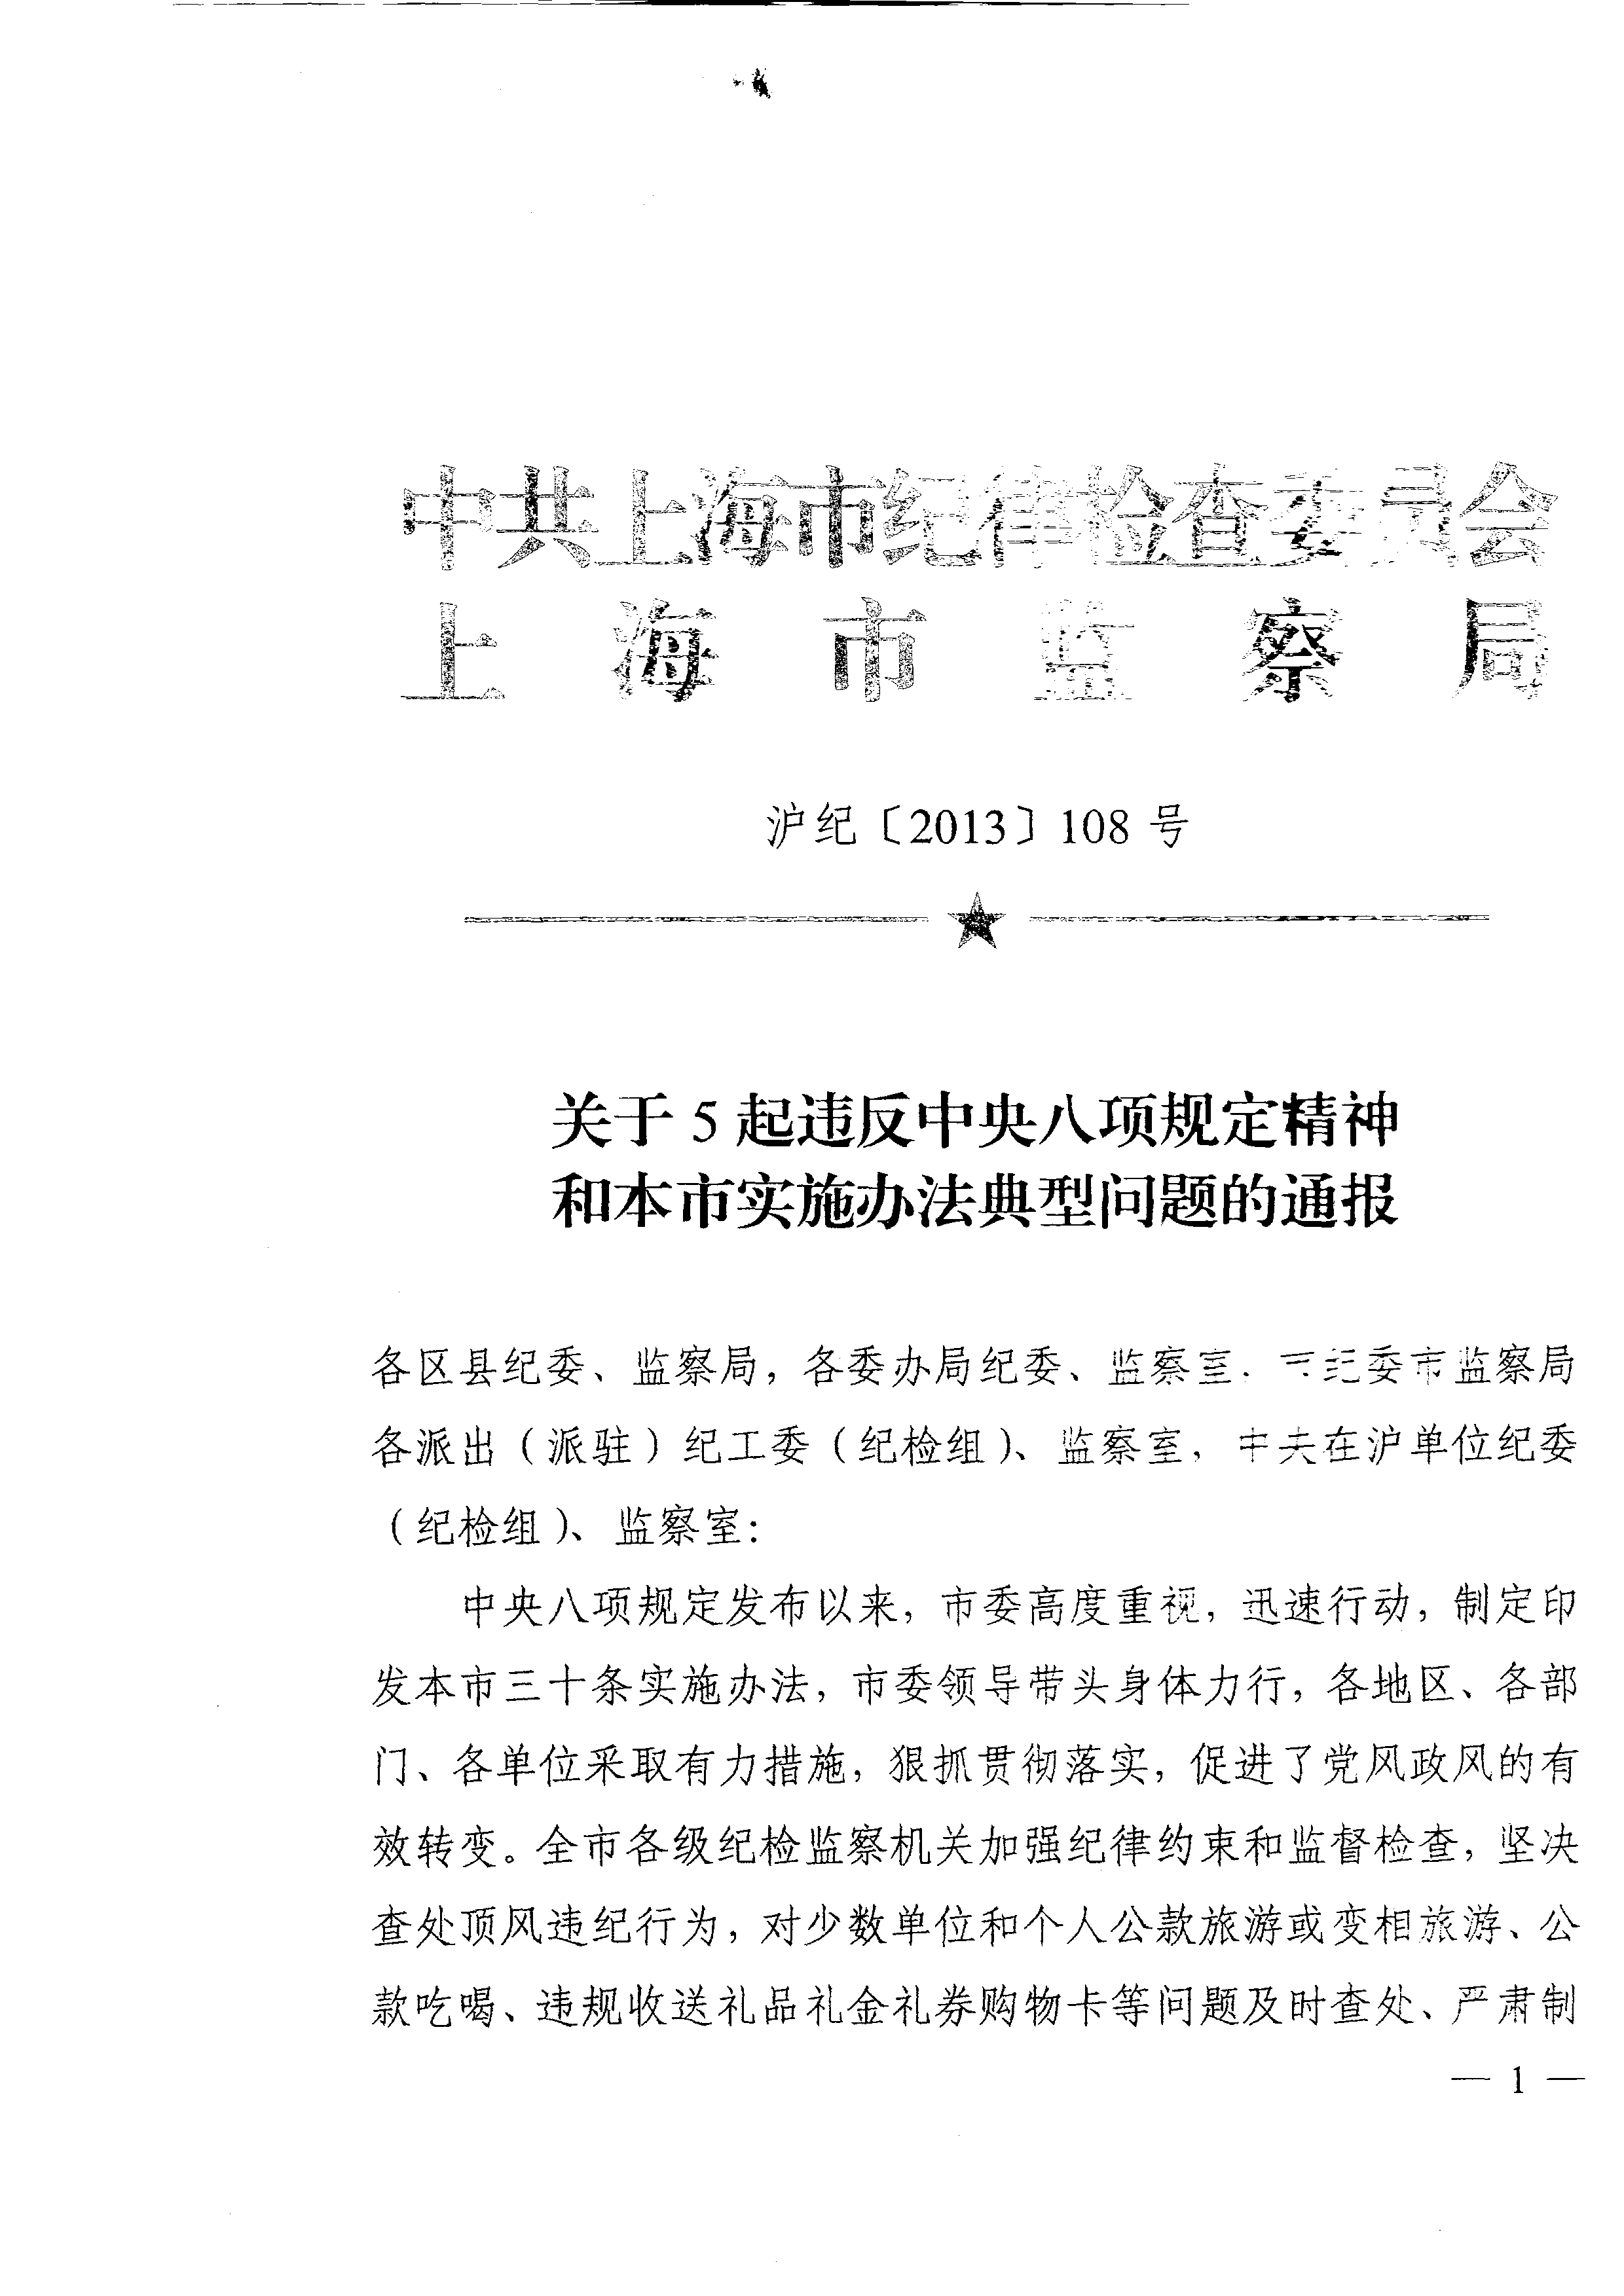 中共上海市纪律检查委员会
上海市监察局
沪纪〔2013〕108号
关于5起违反中央八项规定精神
和本市实施办法典型问题的通报
各区县纪委、监察局，各委办局纪委、监察室，市纪委市监察局
各派出（派驻）纪工委（纪检组）、监察室，中央在沪单位纪委
（纪检组）、监察室：
中央八项规定发布以来，市委高度重视，迅速行动，制定印
发本市三十条实施办法，市委领导带头身体力行，各地区、各部
门、各单位采取有力措施，狠抓贯彻落实，促进了党风政风的有
效转变。全市各级纪检监察机关加强纪律约束和监督检查，坚决
查处顶风违纪行为，对少数单位和个人公款旅游或变相旅游、公
款吃喝、违规收送礼品礼金礼券购物卡等问题及时查处、严肃制
— 1 —